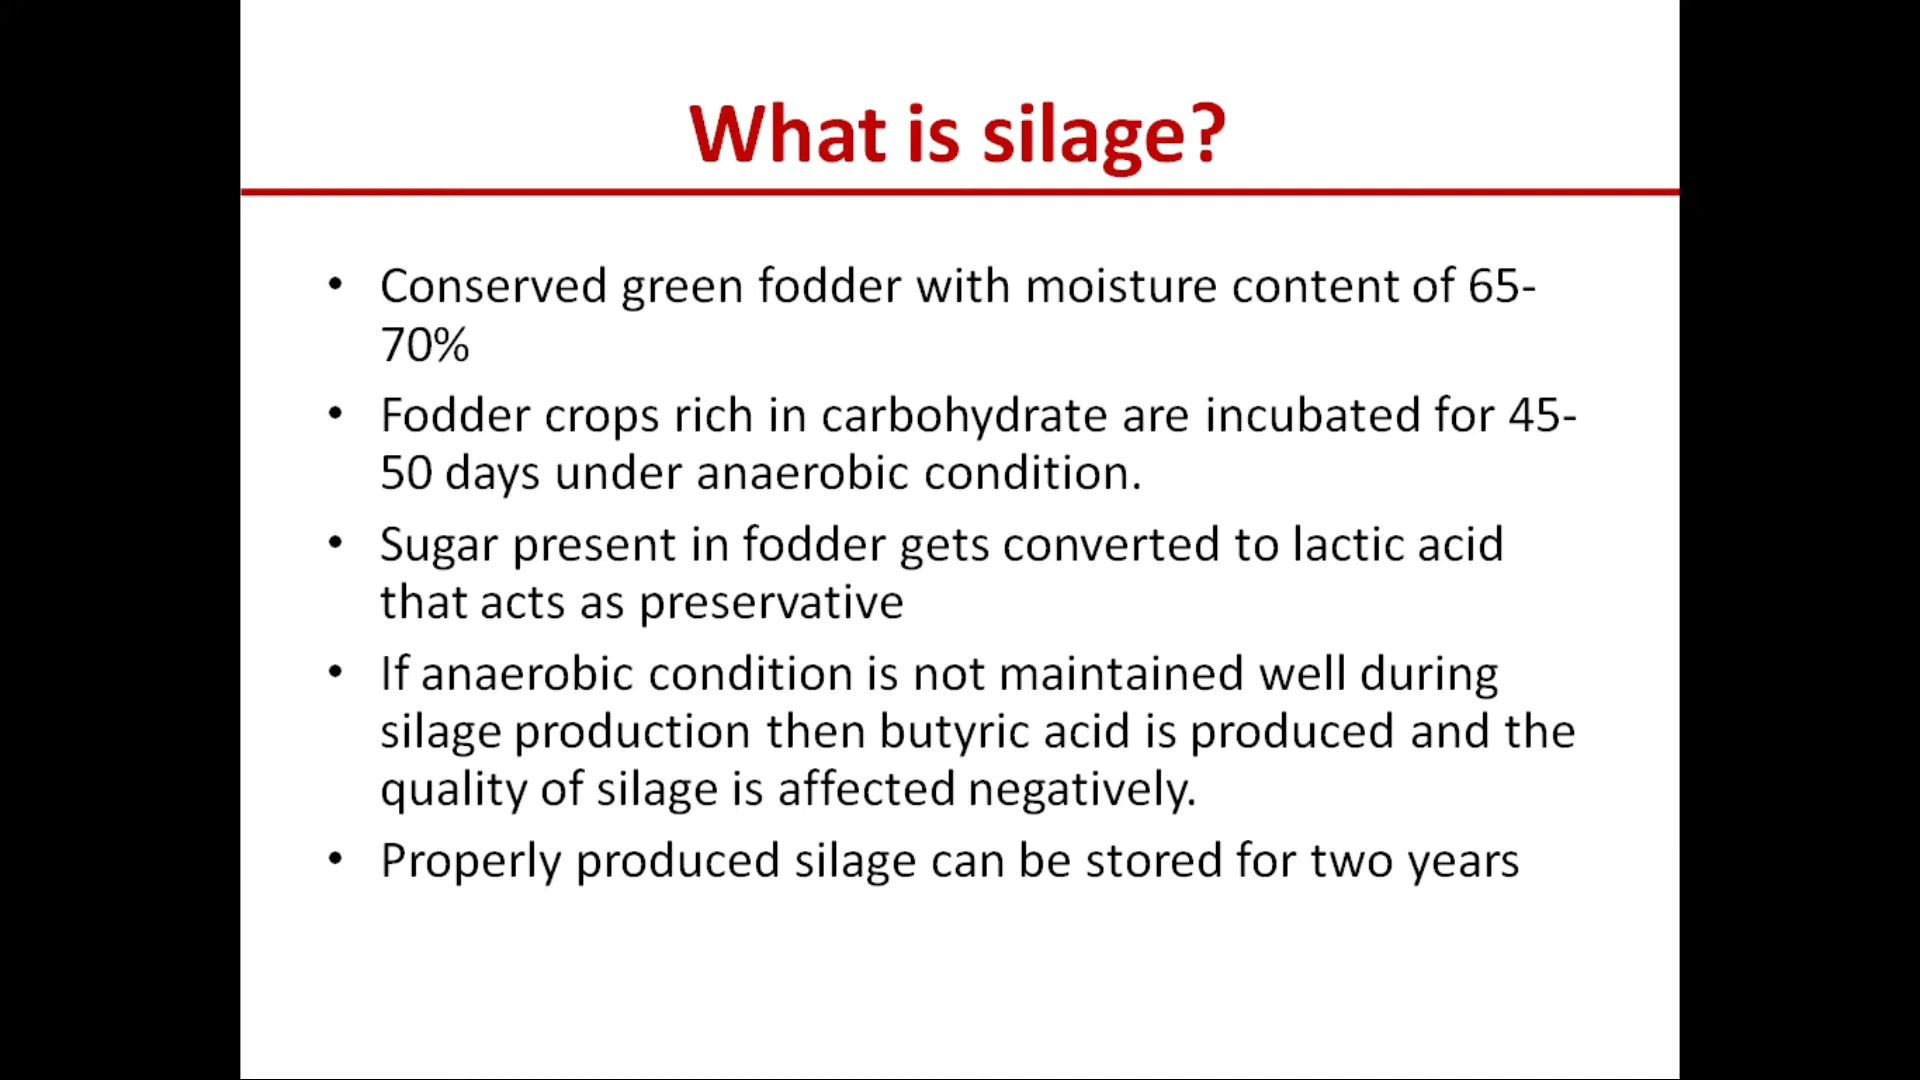 What is silage?
• Conserved green fodder with moisture content of 65-
70%
• Fodder crops rich in carbohydrate are incubated for 45-
50 days under anaerobic condition.
• Sugar present in fodder gets converted to lactic acid
that acts as preservative
• If anaerobic condition is not maintained well during
silage production then butyric acid is produced and the
quality of silage is affected negatively.
• Properly produced silage can be stored for two years